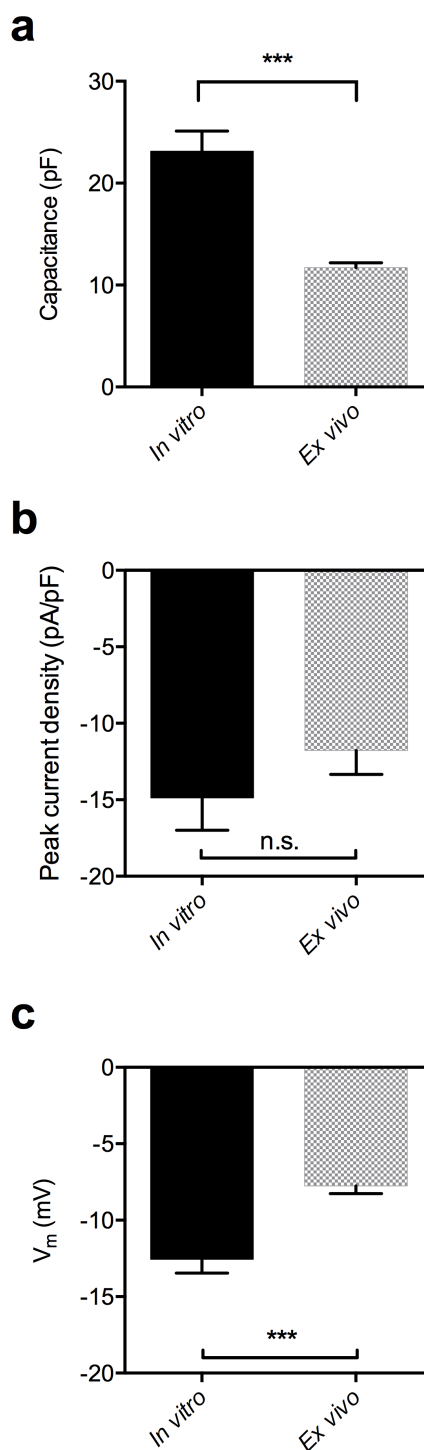 a
***
30
20
10
0
Capacitance (pF)
In vitro
Ex vivo
b
0
-5
-10
-15
-20
Peak current density (pA/pF)
n.s.
In vitro
Ex vivo
c
0
-5
-10
-15
-20
Vm (mV)
***
In vitro
Ex vivo